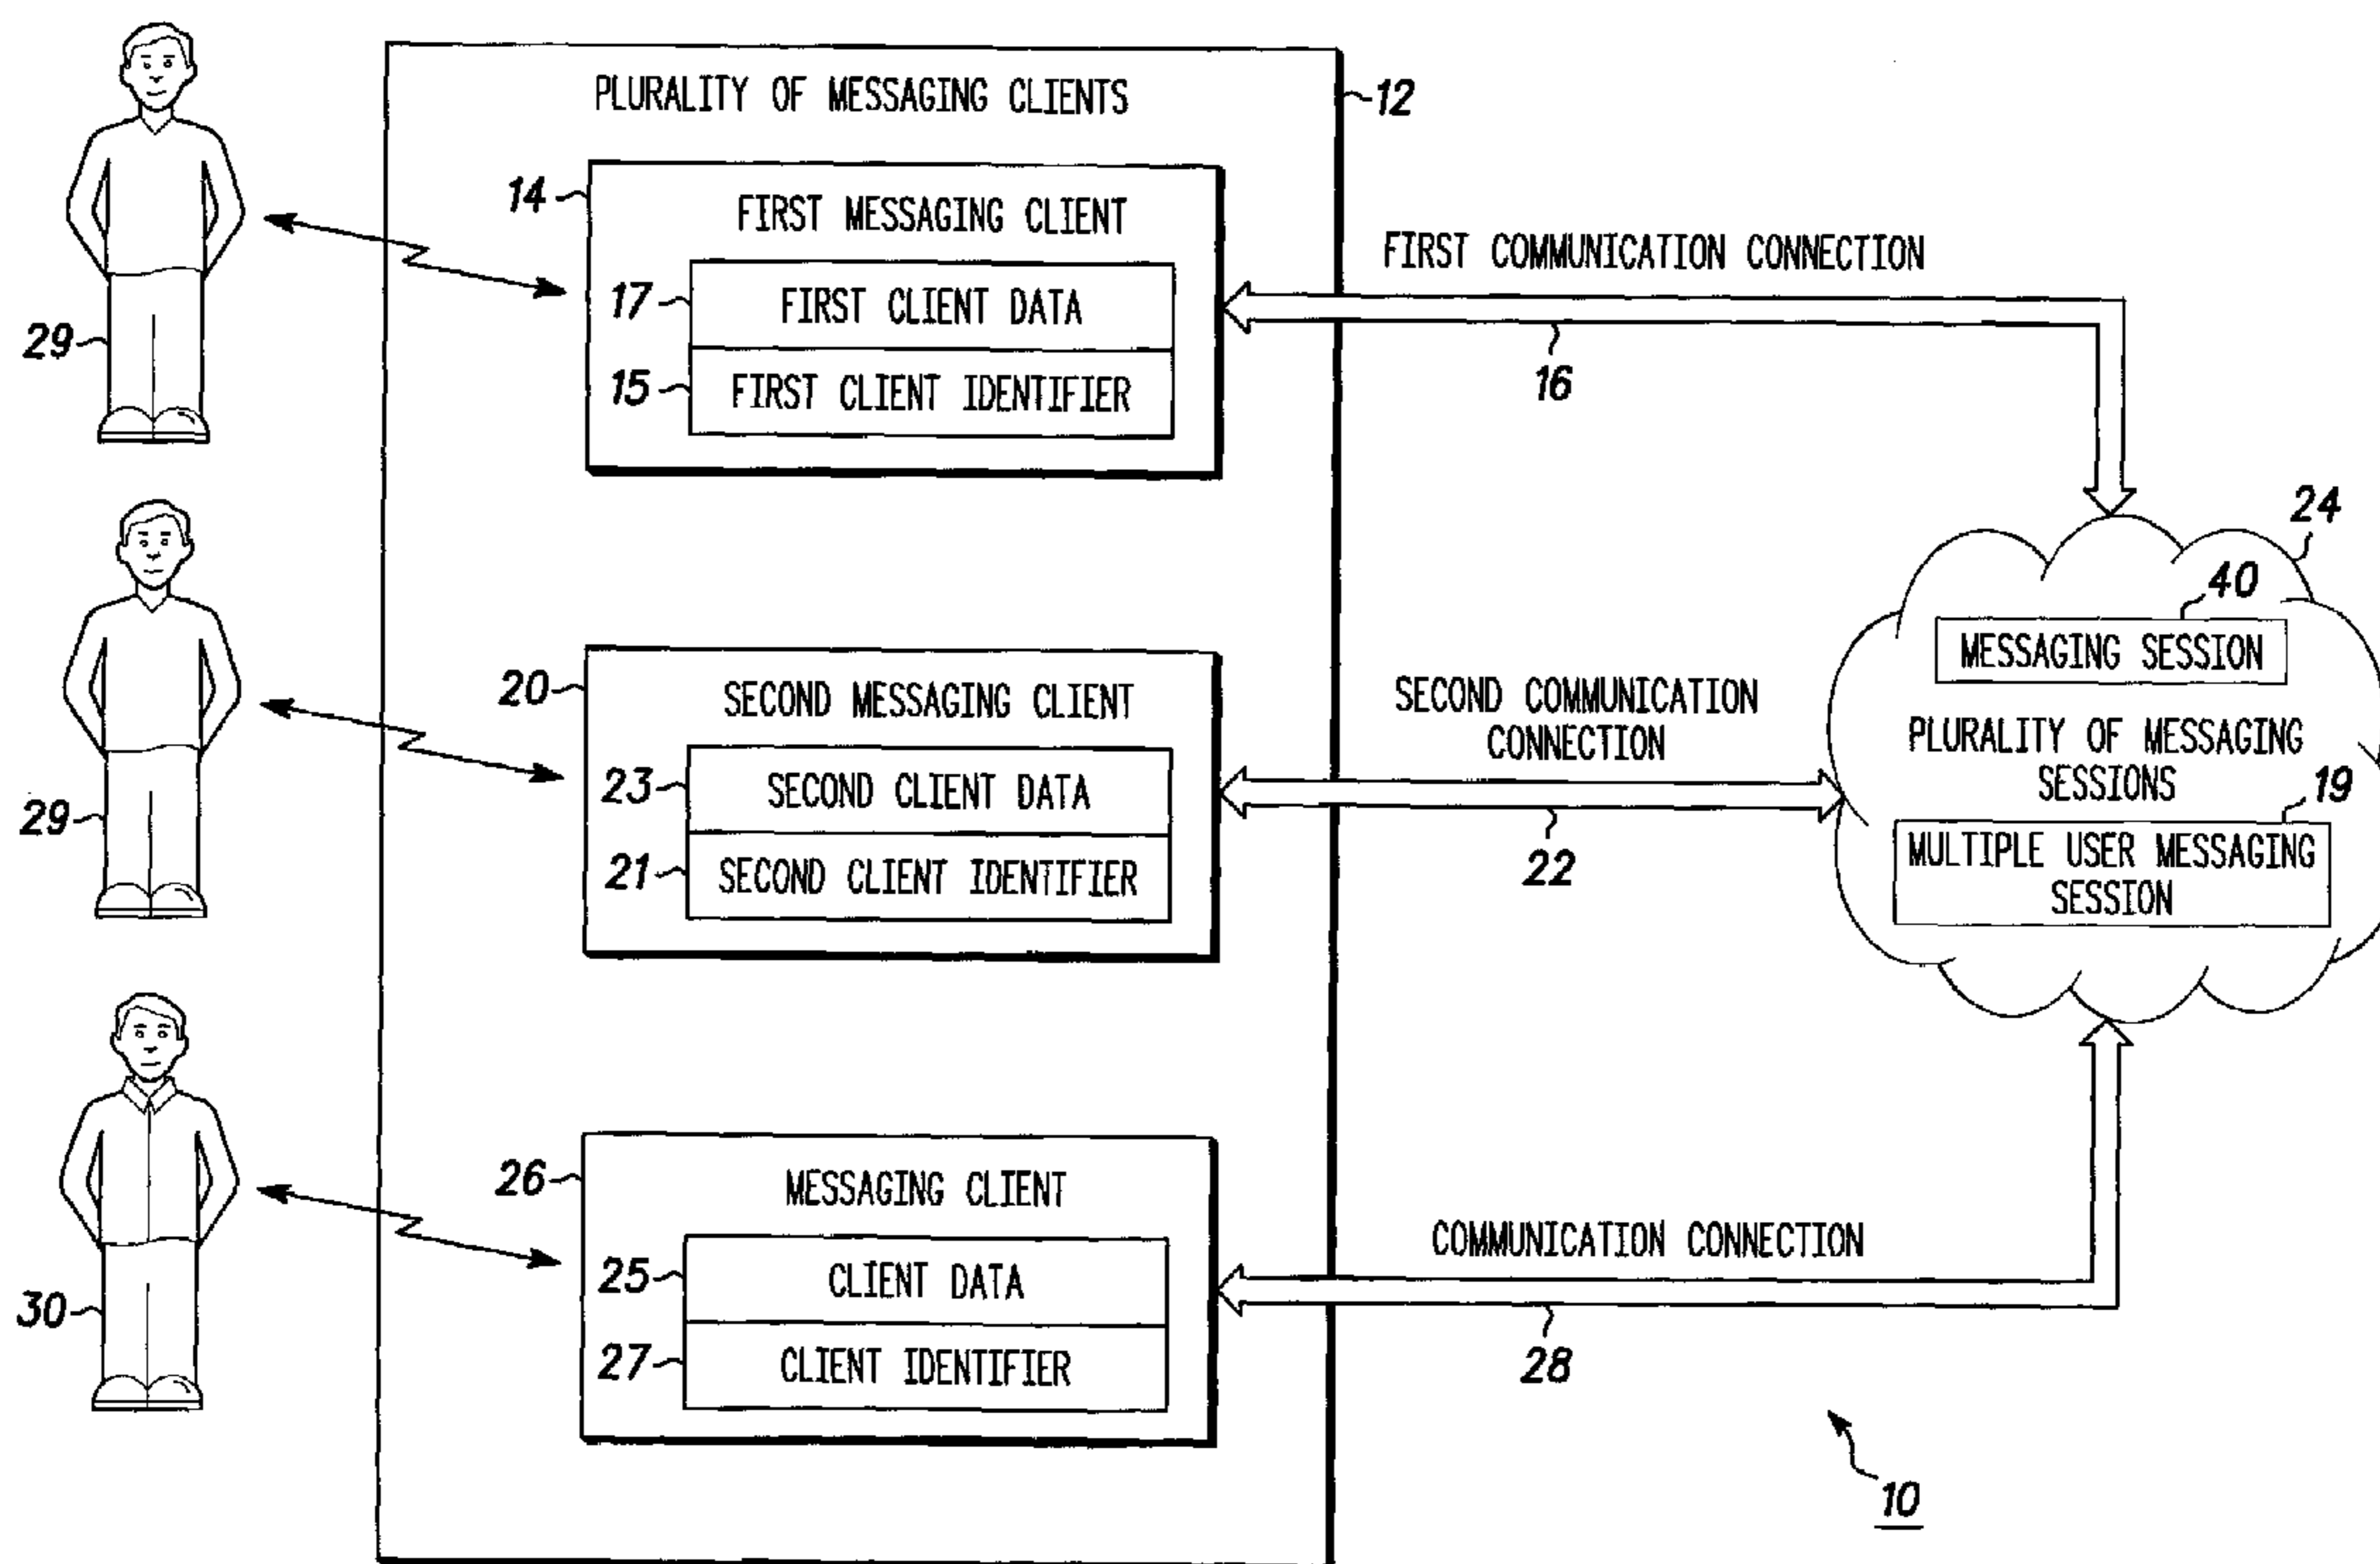 PLURALITY OF MESSAGING CLIENTS
12
14
FIRST MESSAGING CLIENT
17
FIRST CLIENT DATA
15
FIRST CLIENT IDENTIFIER
29
FIRST COMMUNICATION CONNECTION
16
24
40
MESSAGING SESSION
PLURALITY OF MESSAGING
SESSIONS
19
MULTIPLE USER MESSAGING
SESSION
20
SECOND MESSAGING CLIENT
23
SECOND CLIENT DATA
21
SECOND CLIENT IDENTIFIER
29
SECOND COMMUNICATION
CONNECTION
22
26
MESSAGING CLIENT
25
CLIENT DATA
27
CLIENT IDENTIFIER
30
COMMUNICATION CONNECTION
28
10